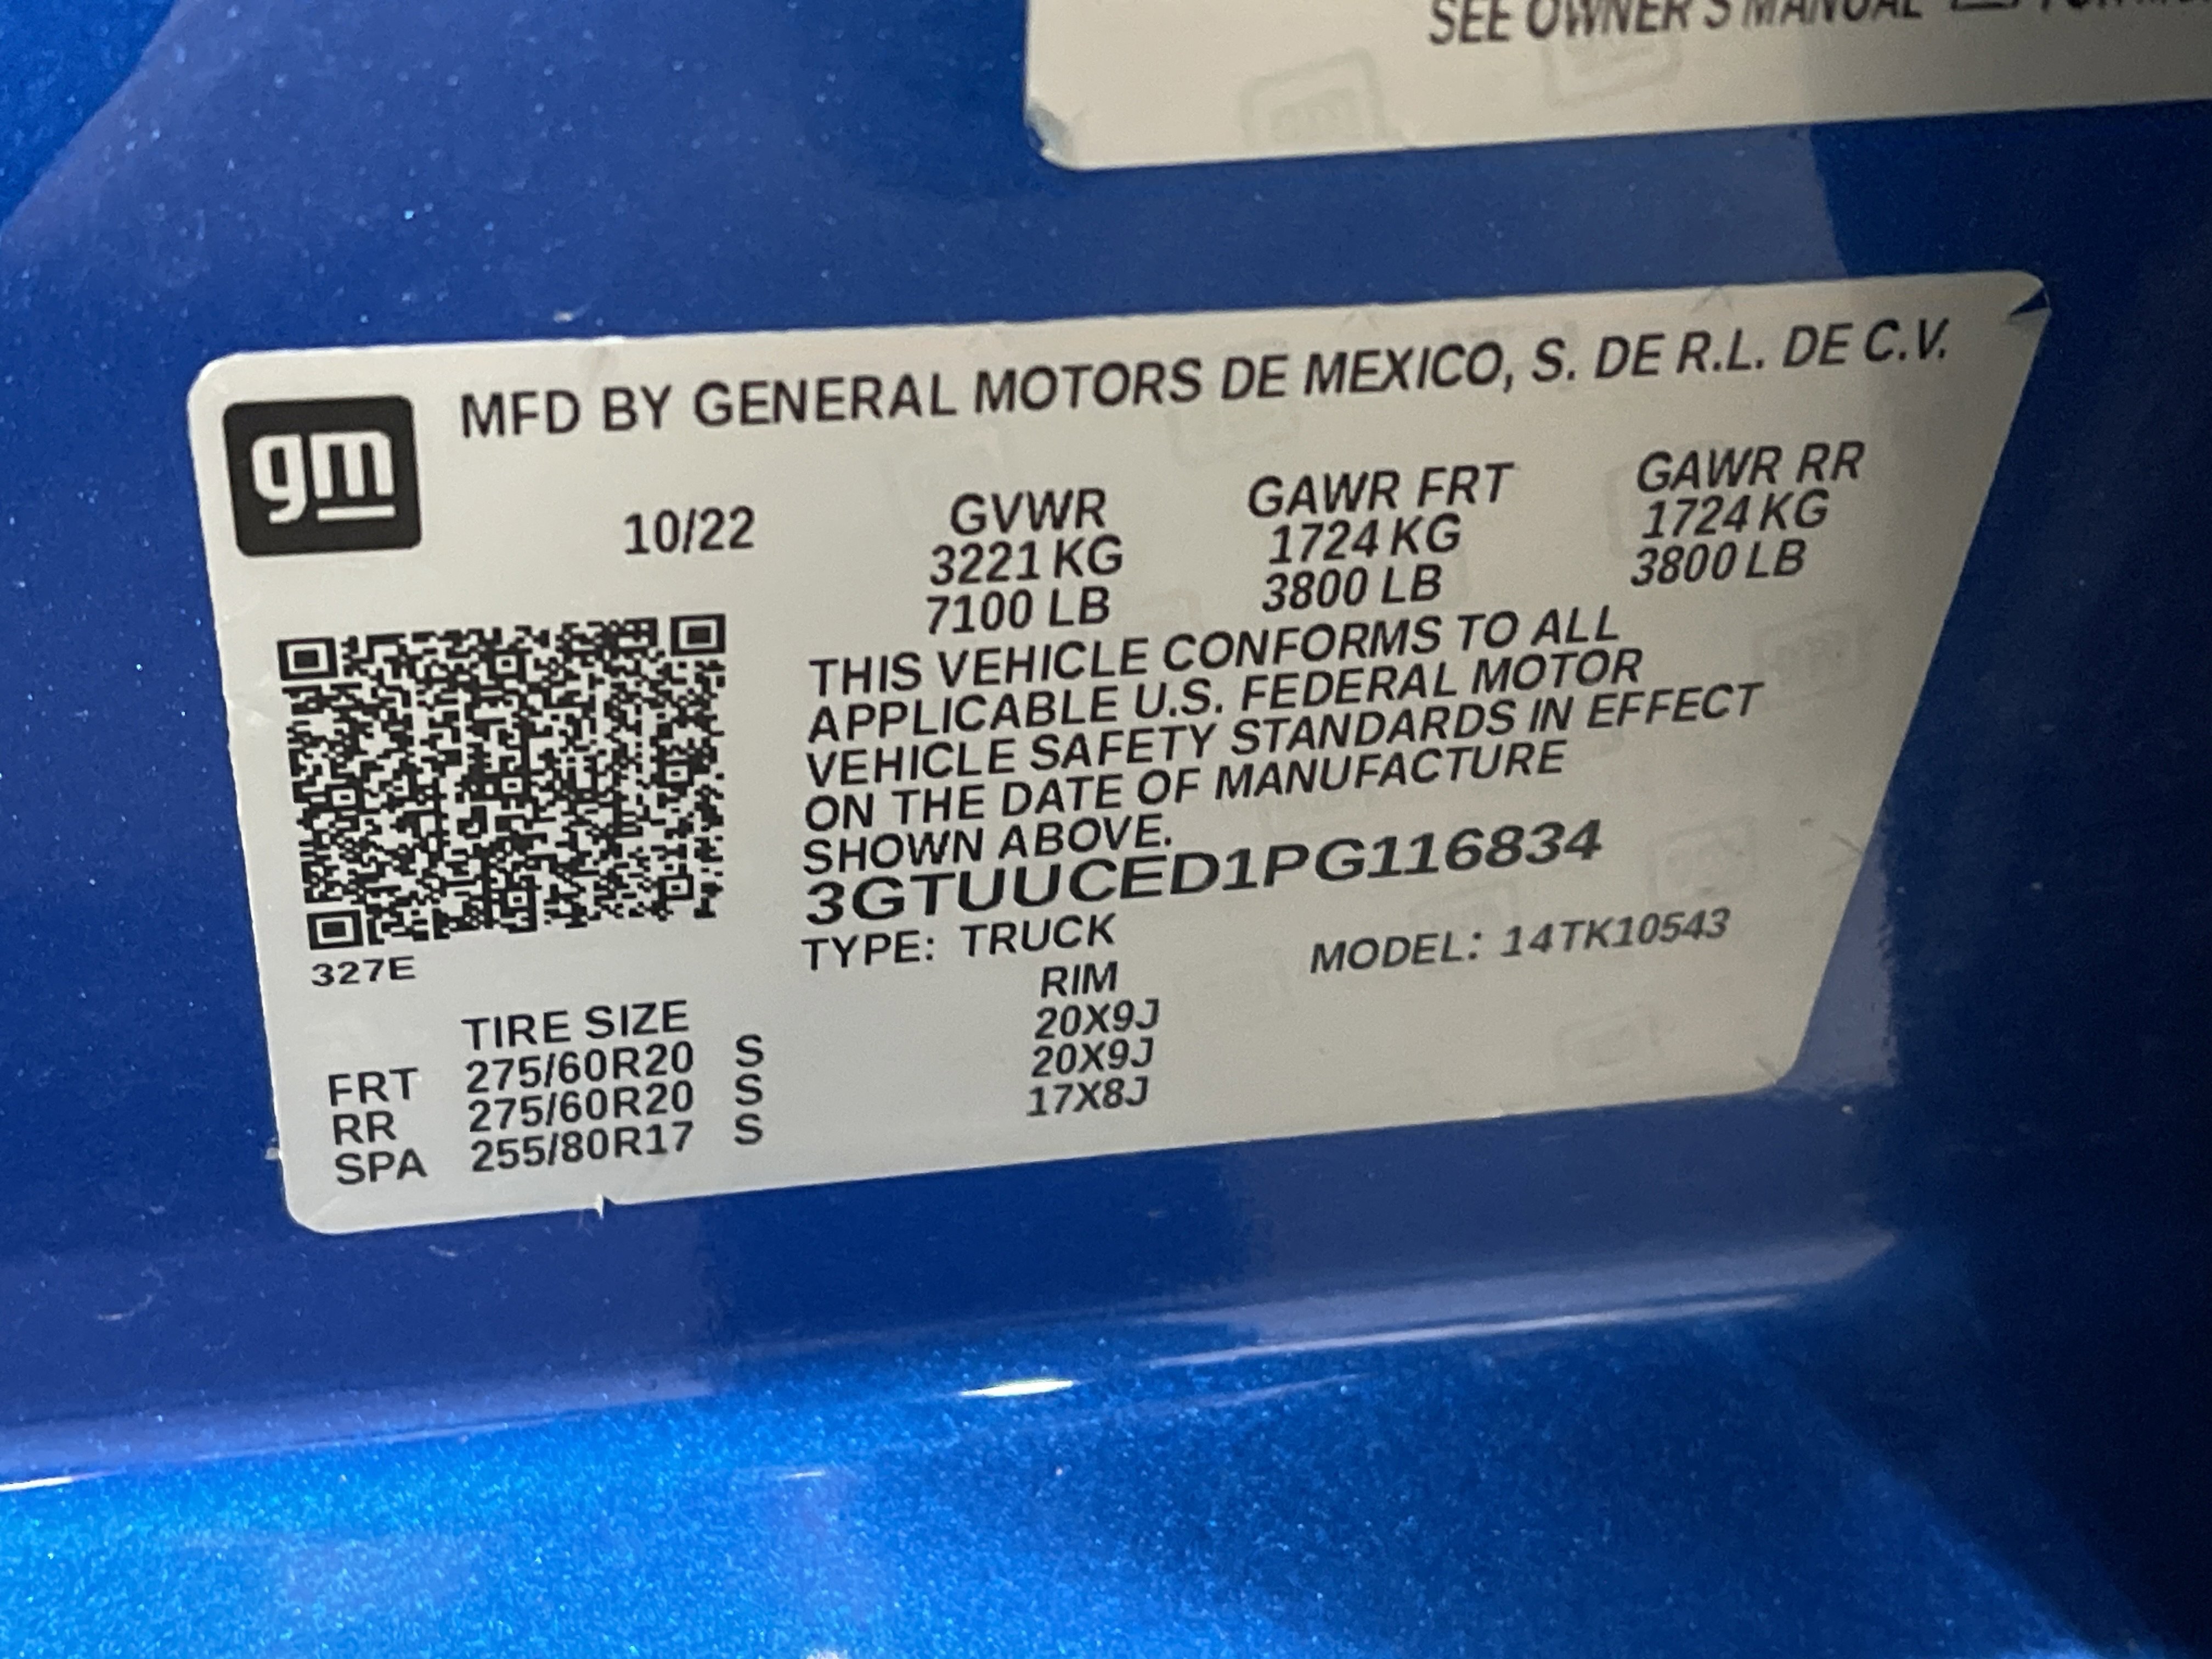 SEE OWNER'S MANUAL
gm
MFD BY GENERAL MOTORS DE MEXICO, S. DE R.L. DE C.V.
10/22 GVWR GAWR FRT GAWR RR
3221 KG 1724 KG 1724 KG
7100 LB 3800 LB 3800 LB
THIS VEHICLE CONFORMS TO ALL
APPLICABLE U.S. FEDERAL MOTOR
VEHICLE SAFETY STANDARDS IN EFFECT
ON THE DATE OF MANUFACTURE
SHOWN ABOVE.
3GTUUCED1PG116834
327E
TYPE: TRUCK MODEL: 14TK10543
TIRE SIZE RIM
FRT 275/60R20 S 20X9J
RR 275/60R20 S 20X9J
SPA 255/80R17 S 17X8J